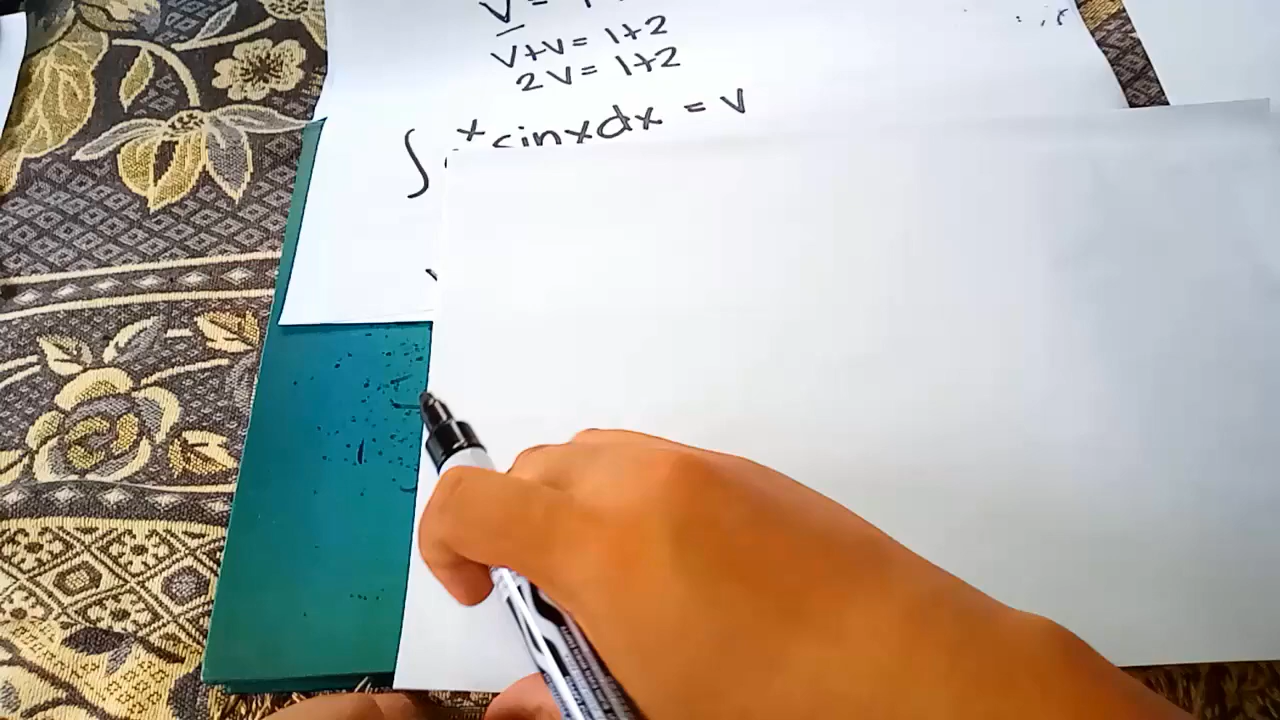 V =
V+V= 1+2
2V= 1+2
∫ x sinxdx = V